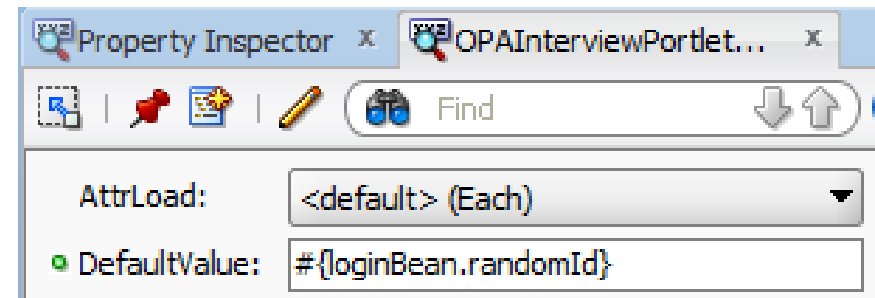 Property Inspector x OPAInterviewPortlet... x
Find
AttrLoad: <default> (Each)
DefaultValue: #{loginBean.randomId}